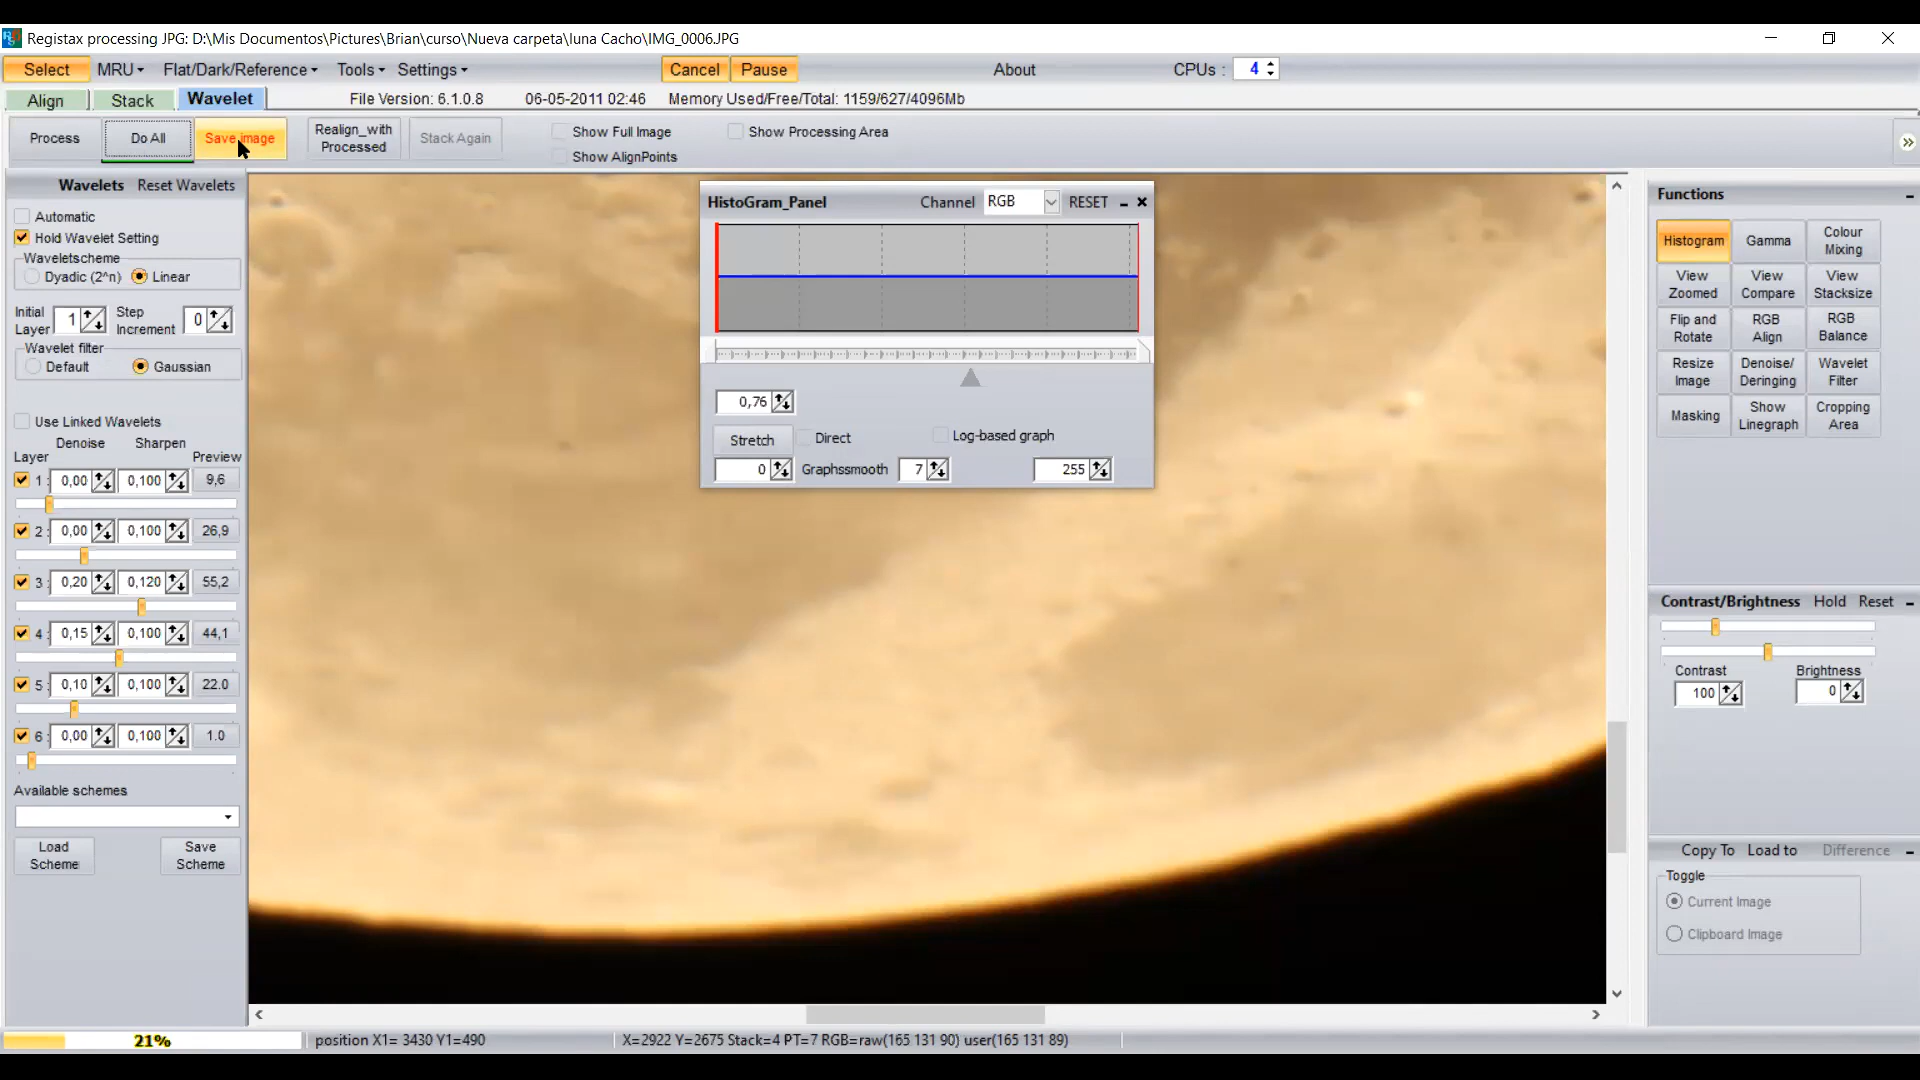 Registax processing JPG: D:\Mis Documentos\Pictures\Brian\curso\Nueva carpeta\luna Cacho\IMG_0006.JPG
Select MRU Flat/Dark/Reference Tools Settings Cancel Pause About CPUs : 4
Align Stack Wavelet File Version: 6.1.0.8 06-05-2011 02:46 Memory Used/Free/Total: 1159/627/4096Mb
Process Do All Save image Realign_with Processed Stack Again
Show Full Image Show Processing Area
Show AlignPoints
Wavelets Reset Wavelets
Automatic
Hold Wavelet Setting
Waveletscheme
Dyadic (2^n) Linear
Initial Layer 1 Step Increment 0
Wavelet filter
Default Gaussian
Use Linked Wavelets
Denoise Sharpen
Layer Preview
1 : 0,00 0,100 9,6
2 : 0,00 0,100 26,9
3 : 0,20 0,120 55,2
4 : 0,15 0,100 44,1
5 : 0,10 0,100 22.0
6 : 0,00 0,100 1.0
Available schemes
Load Scheme Save Scheme
HistoGram_Panel Channel RGB RESET
0,76
Stretch Direct Log-based graph
0 Graphssmooth 7 255
Functions
Histogram Gamma Colour Mixing
View Zoomed View Compare View Stacksize
Flip and Rotate RGB Align RGB Balance
Resize Image Denoise/ Deringing Wavelet Filter
Masking Show Linegraph Cropping Area
Contrast/Brightness Hold Reset
Contrast Brightness
100 0
Copy To Load to Difference
Toggle
Current Image
Clipboard Image
21% position X1= 3430 Y1=490 X=2922 Y=2675 Stack=4 PT=7 RGB=raw(165 131 90) user(165 131 89)